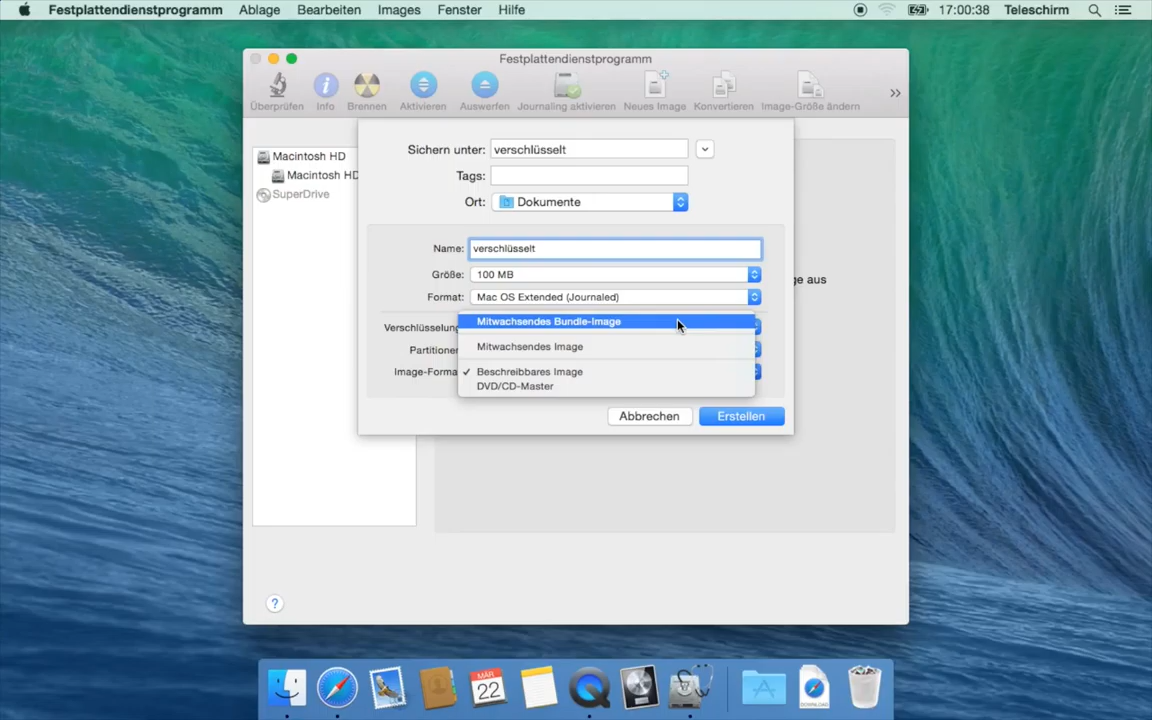 Festplattendienstprogramm Ablage Bearbeiten Images Fenster Hilfe 17:00:38 Teleschirm
Festplattendienstprogramm
Überprüfen Info Brennen Aktivieren Auswerfen Journaling aktivieren Neues Image Konvertieren Image-Größe ändern
Sichern unter: verschlüsselt
Macintosh HD
Tags:
Macintosh HD
SuperDrive
Ort: Dokumente
Name: verschlüsselt
Größe: 100 MB
ge aus
Format: Mac OS Extended (Journaled)
Verschlüsselung
Mitwachsendes Bundle-Image
Partitionen
Mitwachsendes Image
Image-Forma
✓ Beschreibbares Image
DVD/CD-Master
Abbrechen Erstellen
?
MÄR
22
DOWNLOAD